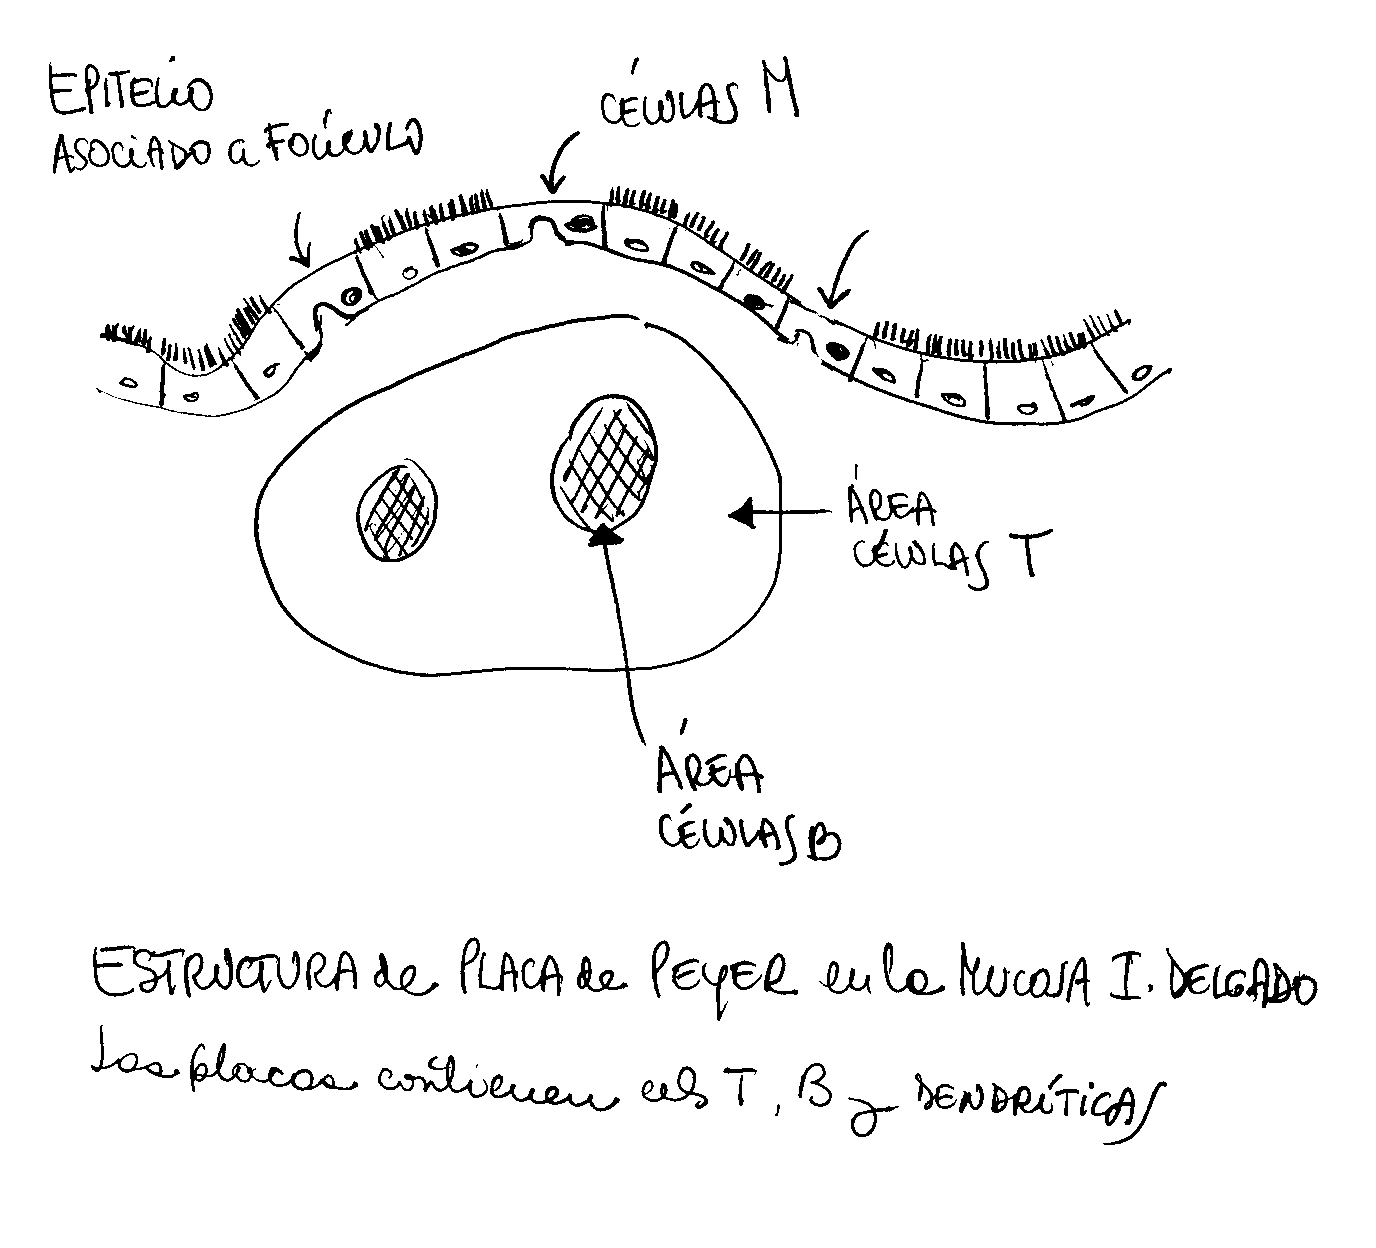 EPITELIO
ASOCIADO a FOLÍCULO
CÉLULAS M
ÁREA
CÉLULAS T
ÁREA
CÉLULAS B
ESTRUCTURA de PLACA de PEYER en la MUCOSA I. DELGADO
Las placas contienen cels T, B y DENDRÍTICAS